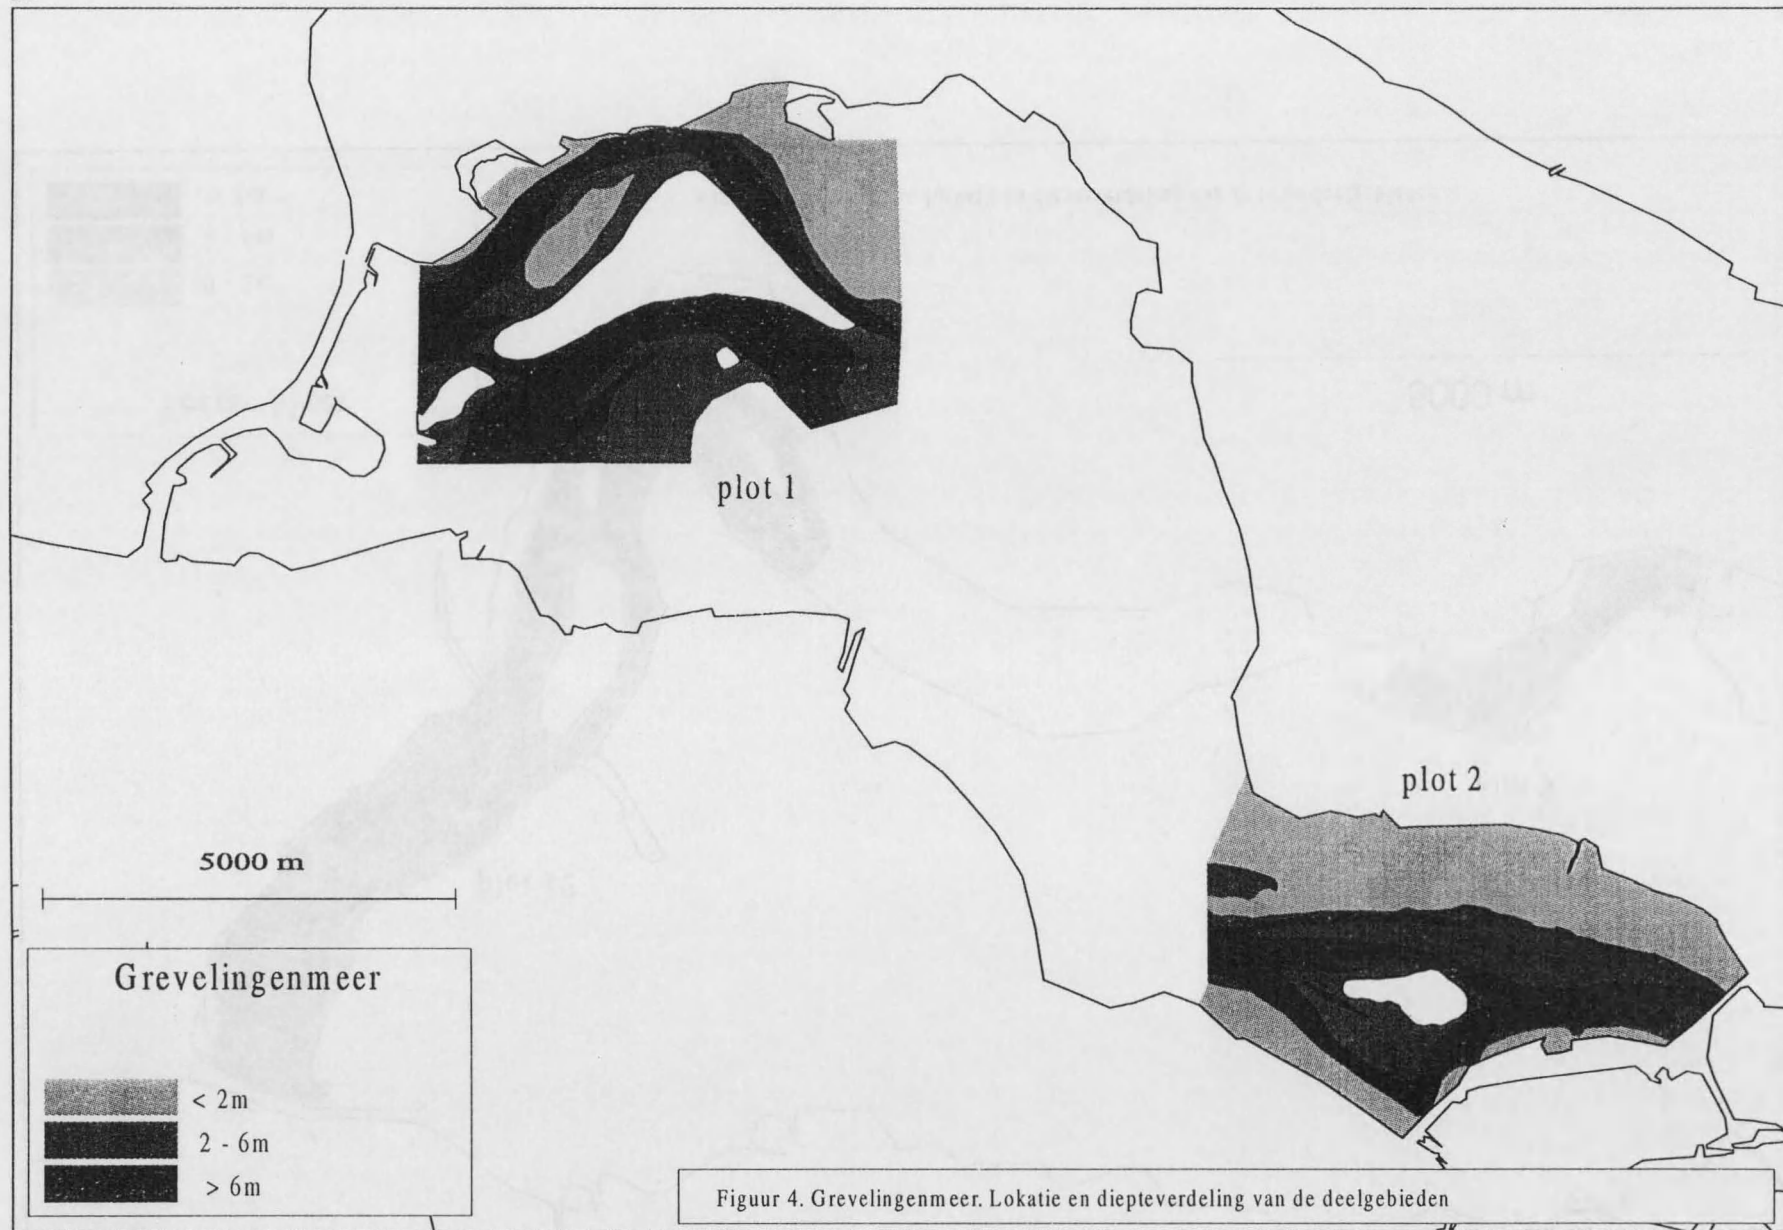 plot 1
plot 2
5000 m
Grevelingenmeer
< 2m
2 - 6m
> 6m
Figuur 4. Grevelingenmeer. Lokatie en diepteverdeling van de deelgebieden